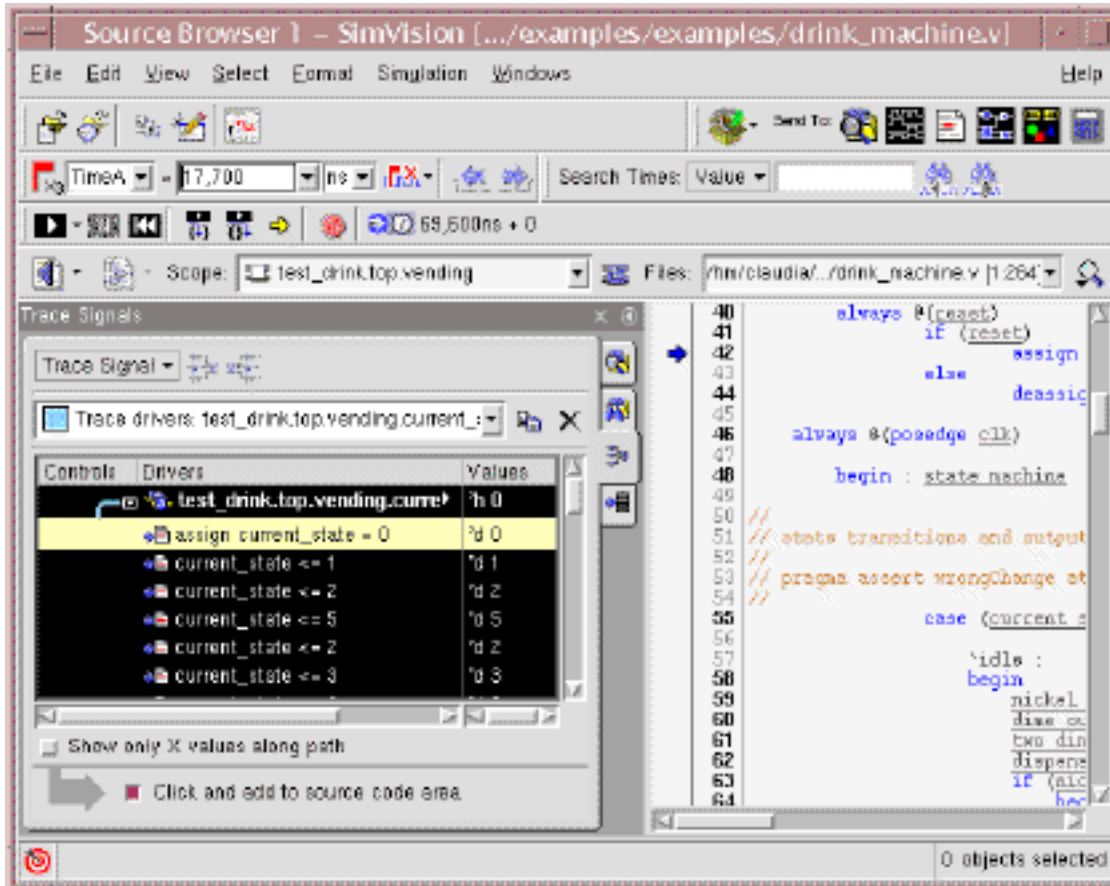 Source Browser 1 - SimVision [.../examples/examples/drink_machine.v]
File Edit View Select Format Simulation Windows Help
Send To:
TimeA = 17,700 ns Search Times: Value
69,600ns + 0
Scope: test_drink.top.vending Files: /hm/claudia/../drink_machine.v
Trace Signals
Trace Signal
Trace drivers: test_drink.top.vending.current_
Controls Drivers Values
test_drink.top.vending.curre 'h 0
assign current_state = 0 'd 0
current_state <= 1 'd 1
current_state <= 2 'd 2
current_state <= 5 'd 5
current_state <= 2 'd 2
current_state <= 3 'd 3
Show only X values along path
Click and add to source code area
40 always @(reset)
41 if (reset)
42 assign
43 else
44 deassig
45
46 always @(posedge clk)
47
48 begin : state_machine
49
50 //
51 // state transitions and output
52 //
53 // pragma assert wrongChange at
54 //
55 case (current_s
56
57 `idle :
58 begin
59 nickel
60 dime_ou
61 two_dim
62 dispens
63 if (nic
64 beg
0 objects selected